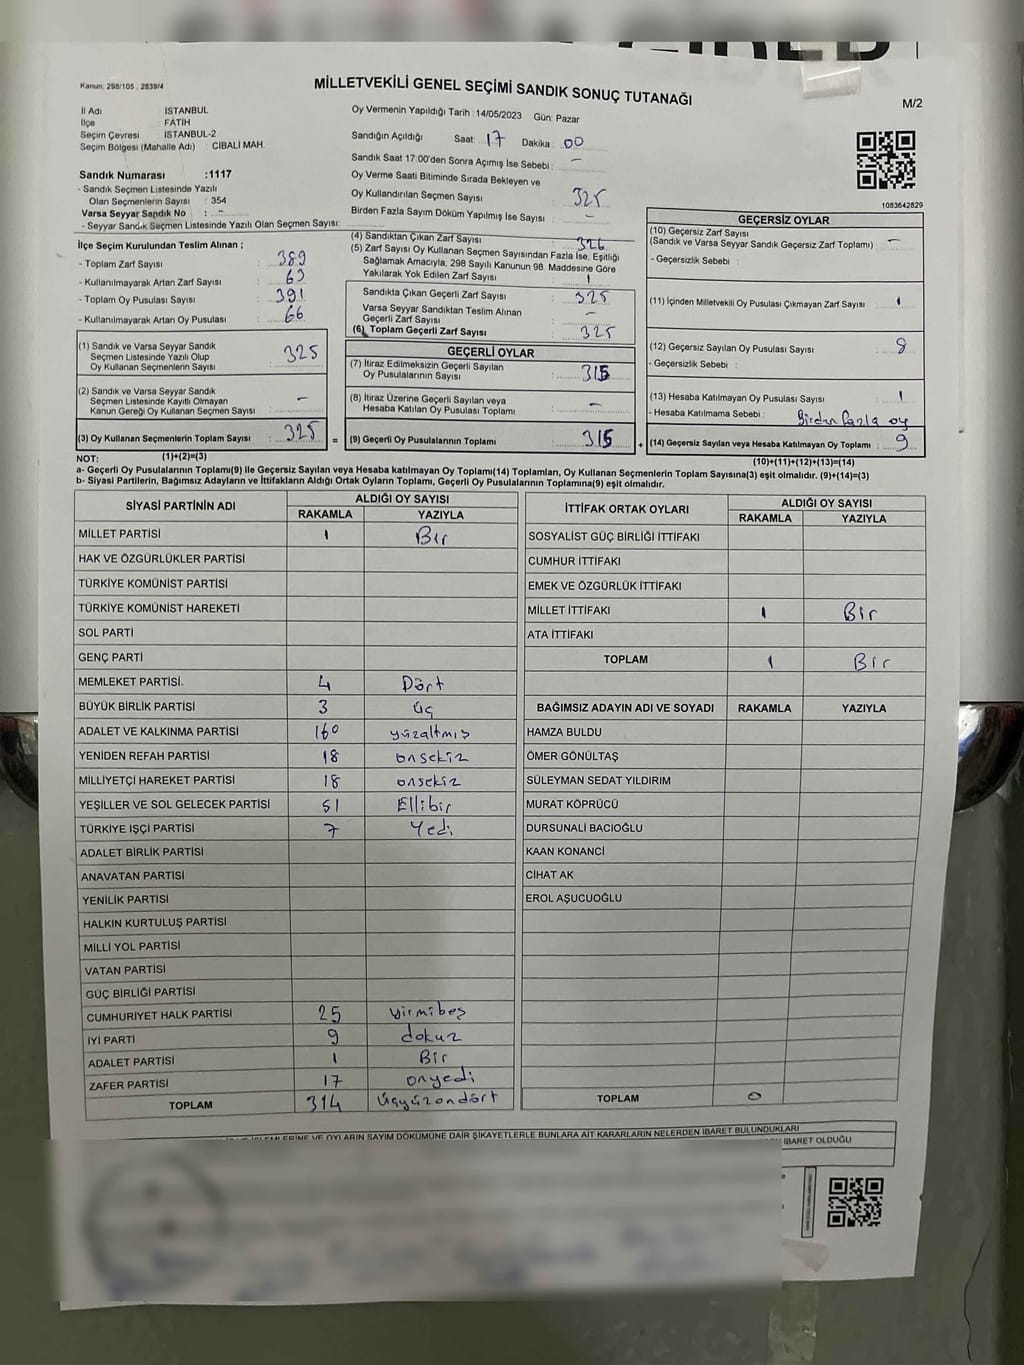 Kanun: 298/105 , 2839/4
MİLLETVEKİLİ GENEL SEÇİMİ SANDIK SONUÇ TUTANAĞI
M/2
İl Adı İSTANBUL
İlçe : FATİH
Seçim Çevresi : İSTANBUL-2
Seçim Bölgesi (Mahalle Adı) : CİBALİ MAH.
Oy Vermenin Yapıldığı Tarih : 14/05/2023 Gün: Pazar
Sandığın Açıldığı Saat: 17 Dakika : 00
Sandık Saat 17:00'den Sonra Açımış İse Sebebi : -
Oy Verme Saati Bitiminde Sırada Bekleyen ve
Oy Kullandırılan Seçmen Sayısı : 325
Birden Fazla Sayım Döküm Yapılmış İse Sayısı : -
1083642829
Sandık Numarası :1117
- Sandık Seçmen Listesinde Yazılı
Olan Seçmenlerin Sayısı : 354
Varsa Seyyar Sandık No : -
- Seyyar Sandık Seçmen Listesinde Yazılı Olan Seçmen Sayısı:
İlçe Seçim Kurulundan Teslim Alınan ;
- Toplam Zarf Sayısı : 389
- Kullanılmayarak Artan Zarf Sayısı : 63
- Toplam Oy Pusulası Sayısı : 391
- Kullanılmayarak Artan Oy Pusulası : 66
(4) Sandıktan Çıkan Zarf Sayısı : 326
(5) Zarf Sayısı Oy Kullanan Seçmen Sayısından Fazla İse, Eşitliği
Sağlamak Amacıyla, 298 Sayılı Kanunun 98. Maddesine Göre
Yakılarak Yok Edilen Zarf Sayısı : 1
Sandıkta Çıkan Geçerli Zarf Sayısı : 325
Varsa Seyyar Sandıktan Teslim Alınan
Geçerli Zarf Sayısı : -
(6) Toplam Geçerli Zarf Sayısı : 325
GEÇERSİZ OYLAR
(10) Geçersiz Zarf Sayısı
(Sandık ve Varsa Seyyar Sandık Geçersiz Zarf Toplamı) : -
- Geçersizlik Sebebi :
(11) İçinden Milletvekili Oy Pusulası Çıkmayan Zarf Sayısı : 1
(12) Geçersiz Sayılan Oy Pusulası Sayısı : 8
- Geçersizlik Sebebi :
(13) Hesaba Katılmayan Oy Pusulası Sayısı : 1
- Hesaba Katılmama Sebebi : Birden fazla oy
(14) Geçersiz Sayılan veya Hesaba Katılmayan Oy Toplamı : 9
(10)+(11)+(12)+(13)=(14)
(1) Sandık ve Varsa Seyyar Sandık
Seçmen Listesinde Yazılı Olup
Oy Kullanan Seçmenlerin Sayısı : 325
(2) Sandık ve Varsa Seyyar Sandık
Seçmen Listesinde Kayıtlı Olmayan
Kanun Gereği Oy Kullanan Seçmen Sayısı : -
(3) Oy Kullanan Seçmenlerin Toplam Sayısı : 325 =
GEÇERLİ OYLAR
(7) İtiraz Edilmeksizin Geçerli Sayılan
Oy Pusulalarının Sayısı : 315
(8) İtiraz Üzerine Geçerli Sayılan veya
Hesaba Katılan Oy Pusulası Toplamı : -
(9) Geçerli Oy Pusulalarının Toplamı : 315 +
NOT: (1)+(2)=(3)
a- Geçerli Oy Pusulalarının Toplamı(9) ile Geçersiz Sayılan veya Hesaba katılmayan Oy Toplamı(14) Toplamları, Oy Kullanan Seçmenlerin Toplam Sayısına(3) eşit olmalıdır. (9)+(14)=(3)
b- Siyasi Partilerin, Bağımsız Adayların ve İttifakların Aldığı Ortak Oyların Toplamı, Geçerli Oy Pusulalarının Toplamına(9) eşit olmalıdır.
SİYASİ PARTİNİN ADI ALDIĞI OY SAYISI
RAKAMLA YAZIYLA
MİLLET PARTİSİ 1 Bir
HAK VE ÖZGÜRLÜKLER PARTİSİ
TÜRKİYE KOMÜNİST PARTİSİ
TÜRKİYE KOMÜNİST HAREKETİ
SOL PARTİ
GENÇ PARTİ
MEMLEKET PARTİSİ. 4 Dört
BÜYÜK BİRLİK PARTİSİ 3 üç
ADALET VE KALKINMA PARTİSİ 160 yüzaltmış
YENİDEN REFAH PARTİSİ 18 onsekiz
MİLLİYETÇİ HAREKET PARTİSİ 18 onsekiz
YEŞİLLER VE SOL GELECEK PARTİSİ 51 Ellibir
TÜRKİYE İŞÇİ PARTİSİ 7 Yedi
ADALET BİRLİK PARTİSİ
ANAVATAN PARTİSİ
YENİLİK PARTİSİ
HALKIN KURTULUŞ PARTİSİ
MİLLİ YOL PARTİSİ
VATAN PARTİSİ
GÜÇ BİRLİĞİ PARTİSİ
CUMHURİYET HALK PARTİSİ 25 yirmibeş
İYİ PARTİ 9 dokuz
ADALET PARTİSİ 1 Bir
ZAFER PARTİSİ 17 onyedi
TOPLAM 314 üçyüzondört
İTTİFAK ORTAK OYLARI ALDIĞI OY SAYISI
RAKAMLA YAZIYLA
SOSYALİST GÜÇ BİRLİĞİ İTTİFAKI
CUMHUR İTTİFAKI
EMEK VE ÖZGÜRLÜK İTTİFAKI
MİLLET İTTİFAKI 1 Bir
ATA İTTİFAKI
TOPLAM 1 Bir
BAĞIMSIZ ADAYIN ADI VE SOYADI RAKAMLA YAZIYLA
HAMZA BULDU
ÖMER GÖNÜLTAŞ
SÜLEYMAN SEDAT YILDIRIM
MURAT KÖPRÜCÜ
DURSUNALİ BACIOĞLU
KAAN KONANCİ
CİHAT AK
EROL AŞUCUOĞLU
TOPLAM 0
VE OYLARIN SAYIM DÖKÜMÜNE DAİR ŞİKAYETLERLE BUNLARA AİT KARARLARIN NELERDEN İBARET BULUNDUKLARI
İBARET OLDUĞU